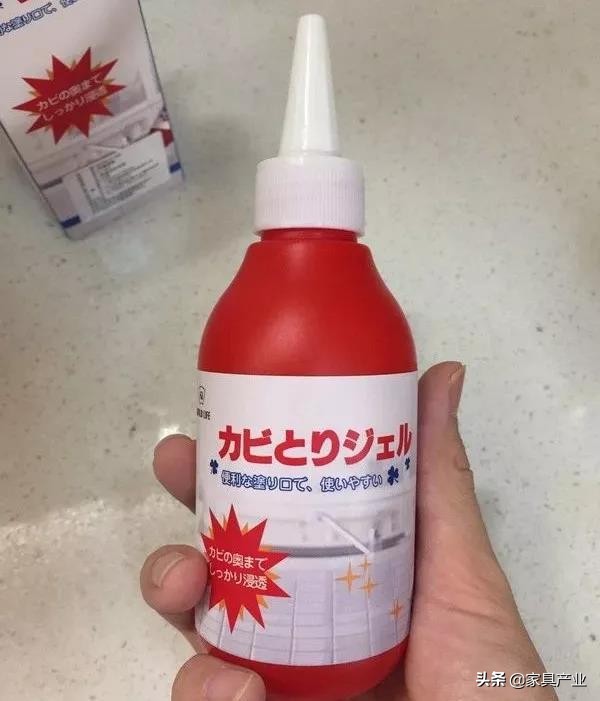 カビの奥まで
しっかり浸透
カビとりジェル
便利な塗り口で、使いやすい
カビの奥まで
しっかり浸透
头条 @家具产业